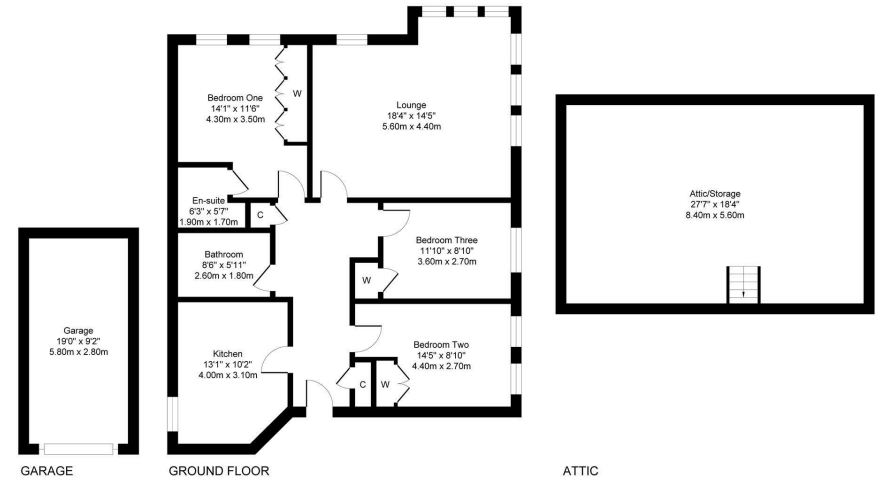 Bedroom One
14'1" x 11'6"
4.30m x 3.50m
W
Lounge
18'4" x 14'5"
5.60m x 4.40m
En-suite
6'3" x 5'7"
1.90m x 1.70m
C
Bathroom
8'6" x 5'11"
2.60m x 1.80m
Bedroom Three
11'10" x 8'10"
3.60m x 2.70m
W
Kitchen
13'1" x 10'2"
4.00m x 3.10m
Bedroom Two
14'5" x 8'10"
4.40m x 2.70m
C
W
Attic/Storage
27'7" x 18'4"
8.40m x 5.60m
Garage
19'0" x 9'2"
5.80m x 2.80m
GARAGE
GROUND FLOOR
ATTIC